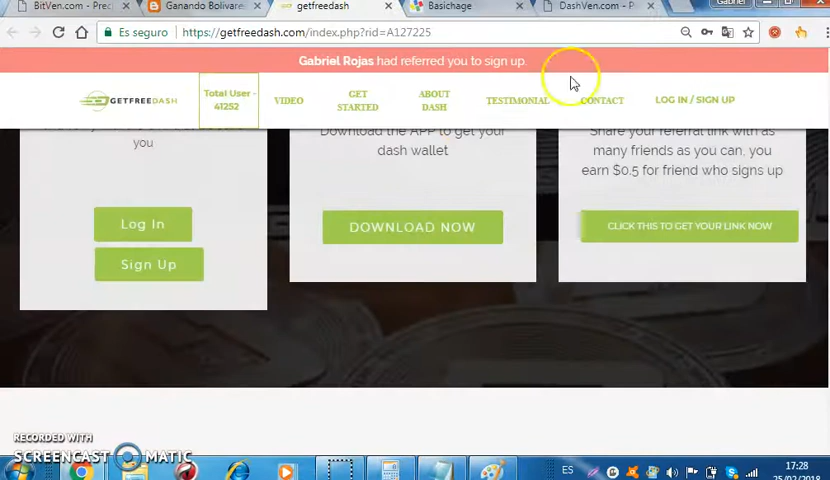 BitVen.com - Prec
Ganando Bolivare
getfreedash
Basichage
DashVen.com - P
Gabriel
Es seguro
https://getfreedash.com/index.php?rid=A127225
Gabriel Rojas had referred you to sign up.
GETFREEDASH
Total User -
41252
VIDEO
GET
STARTED
ABOUT
DASH
TESTIMONIAL
CONTACT
LOG IN / SIGN UP
you
Download the APP to get your
dash wallet
Share your referral link with as
many friends as you can, you
earn $0.5 for friend who signs up
Log In
Sign Up
DOWNLOAD NOW
CLICK THIS TO GET YOUR LINK NOW
RECORDED WITH
SCREENCAST MATIC
ES
17:28
25/02/2018